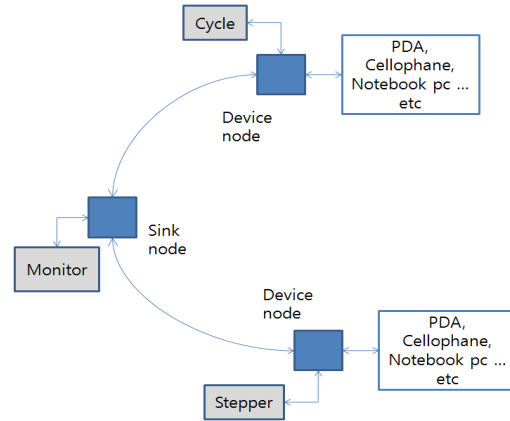 Cycle
PDA,
Cellophane,
Notebook pc ...
etc
Device
node
Sink
node
Monitor
Device
node
PDA,
Cellophane,
Notebook pc ...
etc
Stepper